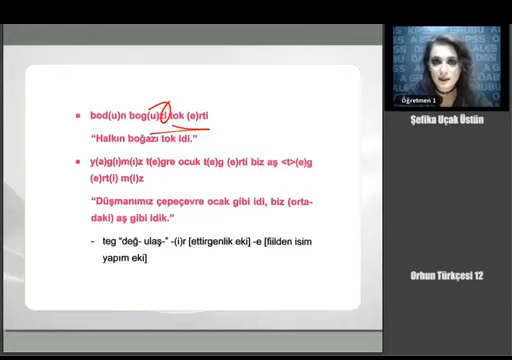 bod(u)n bog(u)zi tok (e)rti
“Halkın boğazı tok idi.”
y(a)g(ı)m(ı)z t(e)gre ocuk t(e)g (e)rti biz aş <t>(e)g
(e)rt(i) m(i)z
“Düşmanımız çepeçevre ocak gibi idi, biz (orta-
daki) aş gibi idik.”
- teg “değ- ulaş-” -(i)r [ettirgenlik eki] -e [fiilden isim
yapım eki]
Öğretmen 1
Şefika Uçak Üstün
Orhun Türkçesi 12